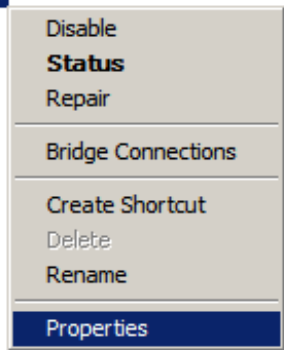 Disable
Status
Repair
Bridge Connections
Create Shortcut
Delete
Rename
Properties